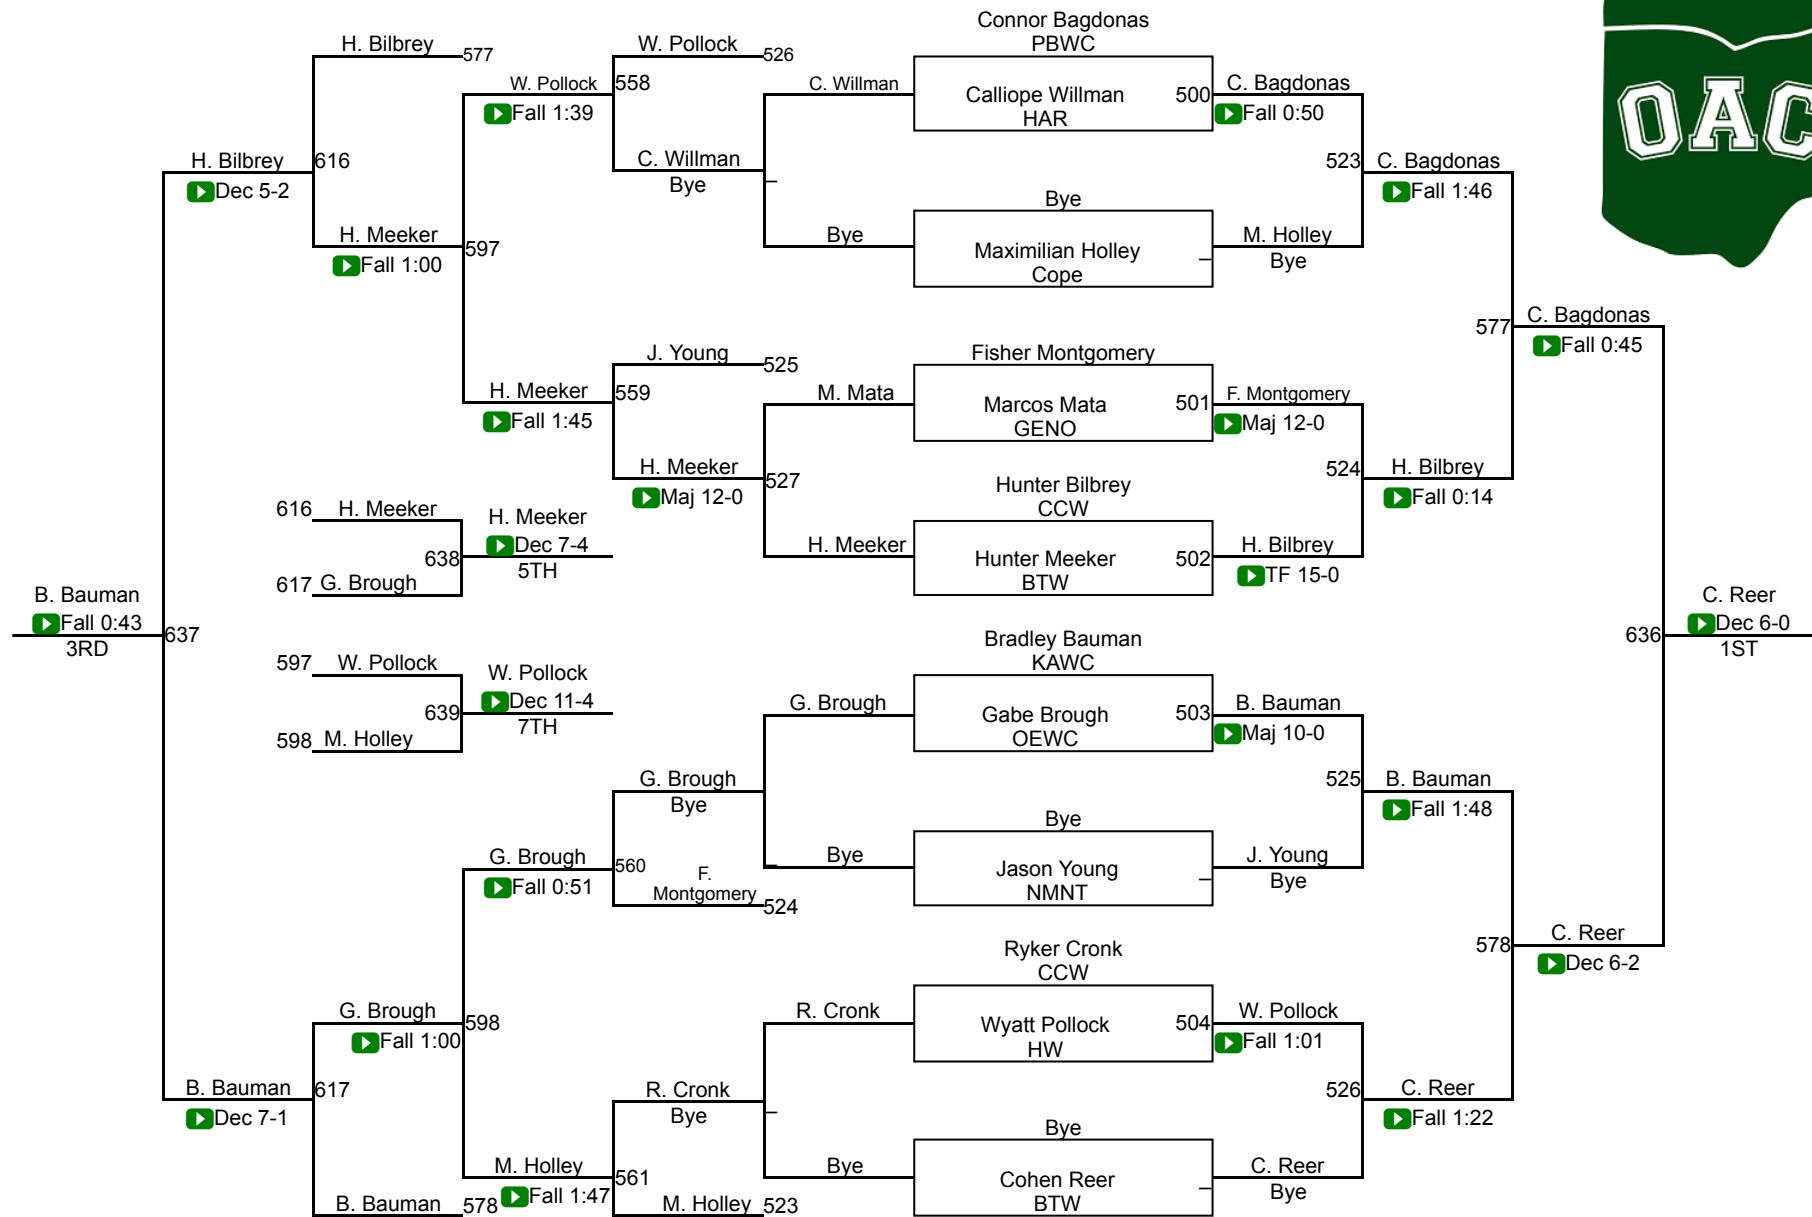 Connor Bagdonas
PBWC
H. Bilbrey
577
W. Pollock
526
W. Pollock
558
Fall 1:39
C. Willman
Calliope Willman
HAR
500
C. Bagdonas
Fall 0:50
OAC
H. Bilbrey
616
Dec 5-2
C. Willman
Bye
523
C. Bagdonas
Fall 1:46
H. Meeker
597
Fall 1:00
Bye
Bye
Maximilian Holley
Cope
M. Holley
Bye
577
C. Bagdonas
Fall 0:45
J. Young
525
Fisher Montgomery
H. Meeker
559
Fall 1:45
M. Mata
Marcos Mata
GENO
501
F. Montgomery
Maj 12-0
H. Meeker
527
Maj 12-0
524
H. Bilbrey
Fall 0:14
Hunter Bilbrey
CCW
616
H. Meeker
638
H. Meeker
Dec 7-4
5TH
617
G. Brough
H. Meeker
Hunter Meeker
BTW
502
H. Bilbrey
TF 15-0
B. Bauman
Fall 0:43
3RD
637
636
C. Reer
Dec 6-0
1ST
Bradley Bauman
KAWC
597
W. Pollock
639
W. Pollock
Dec 11-4
7TH
598
M. Holley
G. Brough
Gabe Brough
OEWC
503
B. Bauman
Maj 10-0
G. Brough
Bye
525
B. Bauman
Fall 1:48
G. Brough
560
Fall 0:51
Bye
Bye
Jason Young
NMNT
J. Young
Bye
F.
Montgomery
524
578
C. Reer
Dec 6-2
Ryker Cronk
CCW
G. Brough
598
Fall 1:00
R. Cronk
Wyatt Pollock
HW
504
W. Pollock
Fall 1:01
B. Bauman
617
Dec 7-1
R. Cronk
Bye
526
C. Reer
Fall 1:22
Bye
M. Holley
561
Fall 1:47
Bye
Cohen Reer
BTW
C. Reer
Bye
B. Bauman
578
M. Holley
523